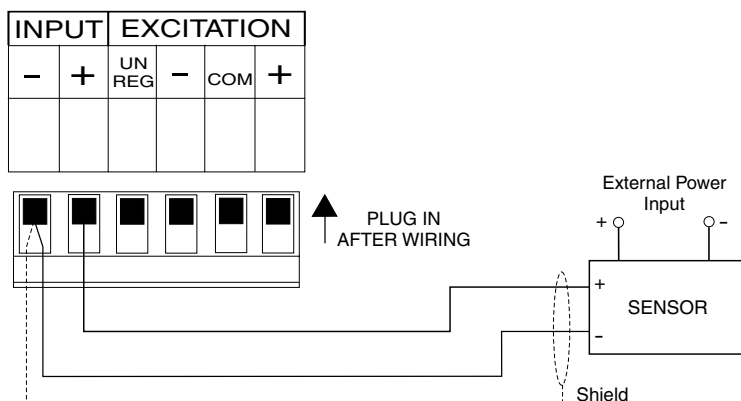 INPUT EXCITATION
- + UN REG - COM +
PLUG IN
AFTER WIRING
External Power
Input
+ -
+
SENSOR
-
Shield